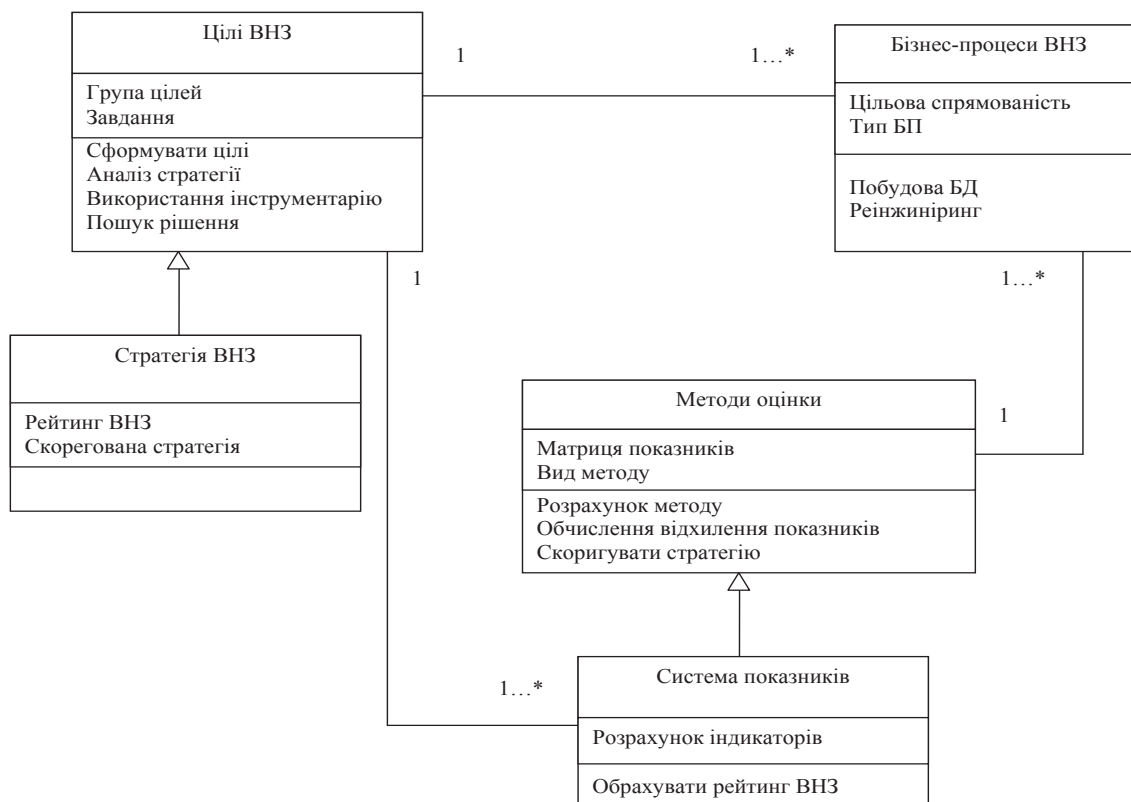 Цілі ВНЗ
Група цілей
Завдання
Сформувати цілі
Аналіз стратегії
Використання інструментарію
Пошук рішення
1
1…*
Бізнес-процеси ВНЗ
Цільова спрямованість
Тип БП
Побудова БД
Реінжиніринг
1
1…*
Стратегія ВНЗ
Рейтинг ВНЗ
Скорегована стратегія
Методи оцінки
Матриця показників
Вид методу
Розрахунок методу
Обчислення відхилення показників
Скоригувати стратегію
1
1…*
Система показників
Розрахунок індикаторів
Обрахувати рейтинг ВНЗ